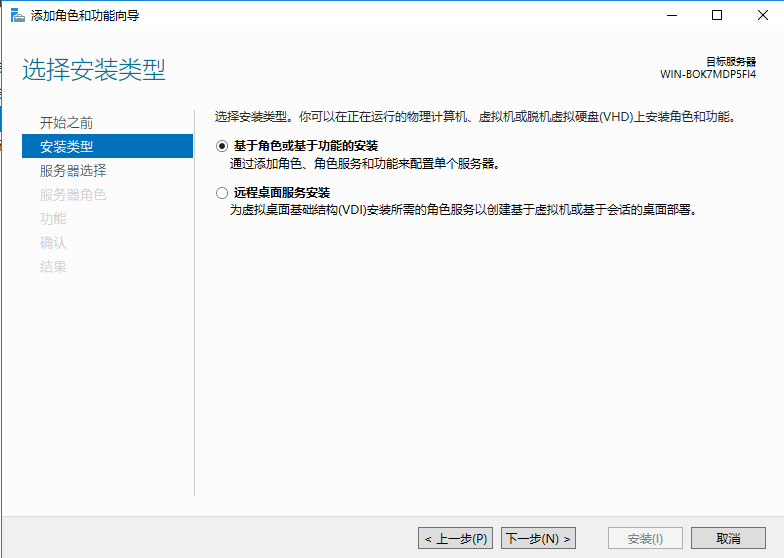 添加角色和功能向导
选择安装类型
目标服务器
WIN-BOK7MDP5FI4
开始之前
安装类型
服务器选择
服务器角色
功能
确认
结果
选择安装类型。你可以在正在运行的物理计算机、虚拟机或脱机虚拟硬盘(VHD)上安装角色和功能。
基于角色或基于功能的安装
通过添加角色、角色服务和功能来配置单个服务器。
远程桌面服务安装
为虚拟桌面基础结构(VDI)安装所需的角色服务以创建基于虚拟机或基于会话的桌面部署。
< 上一步(P)
下一步(N) >
安装(I)
取消